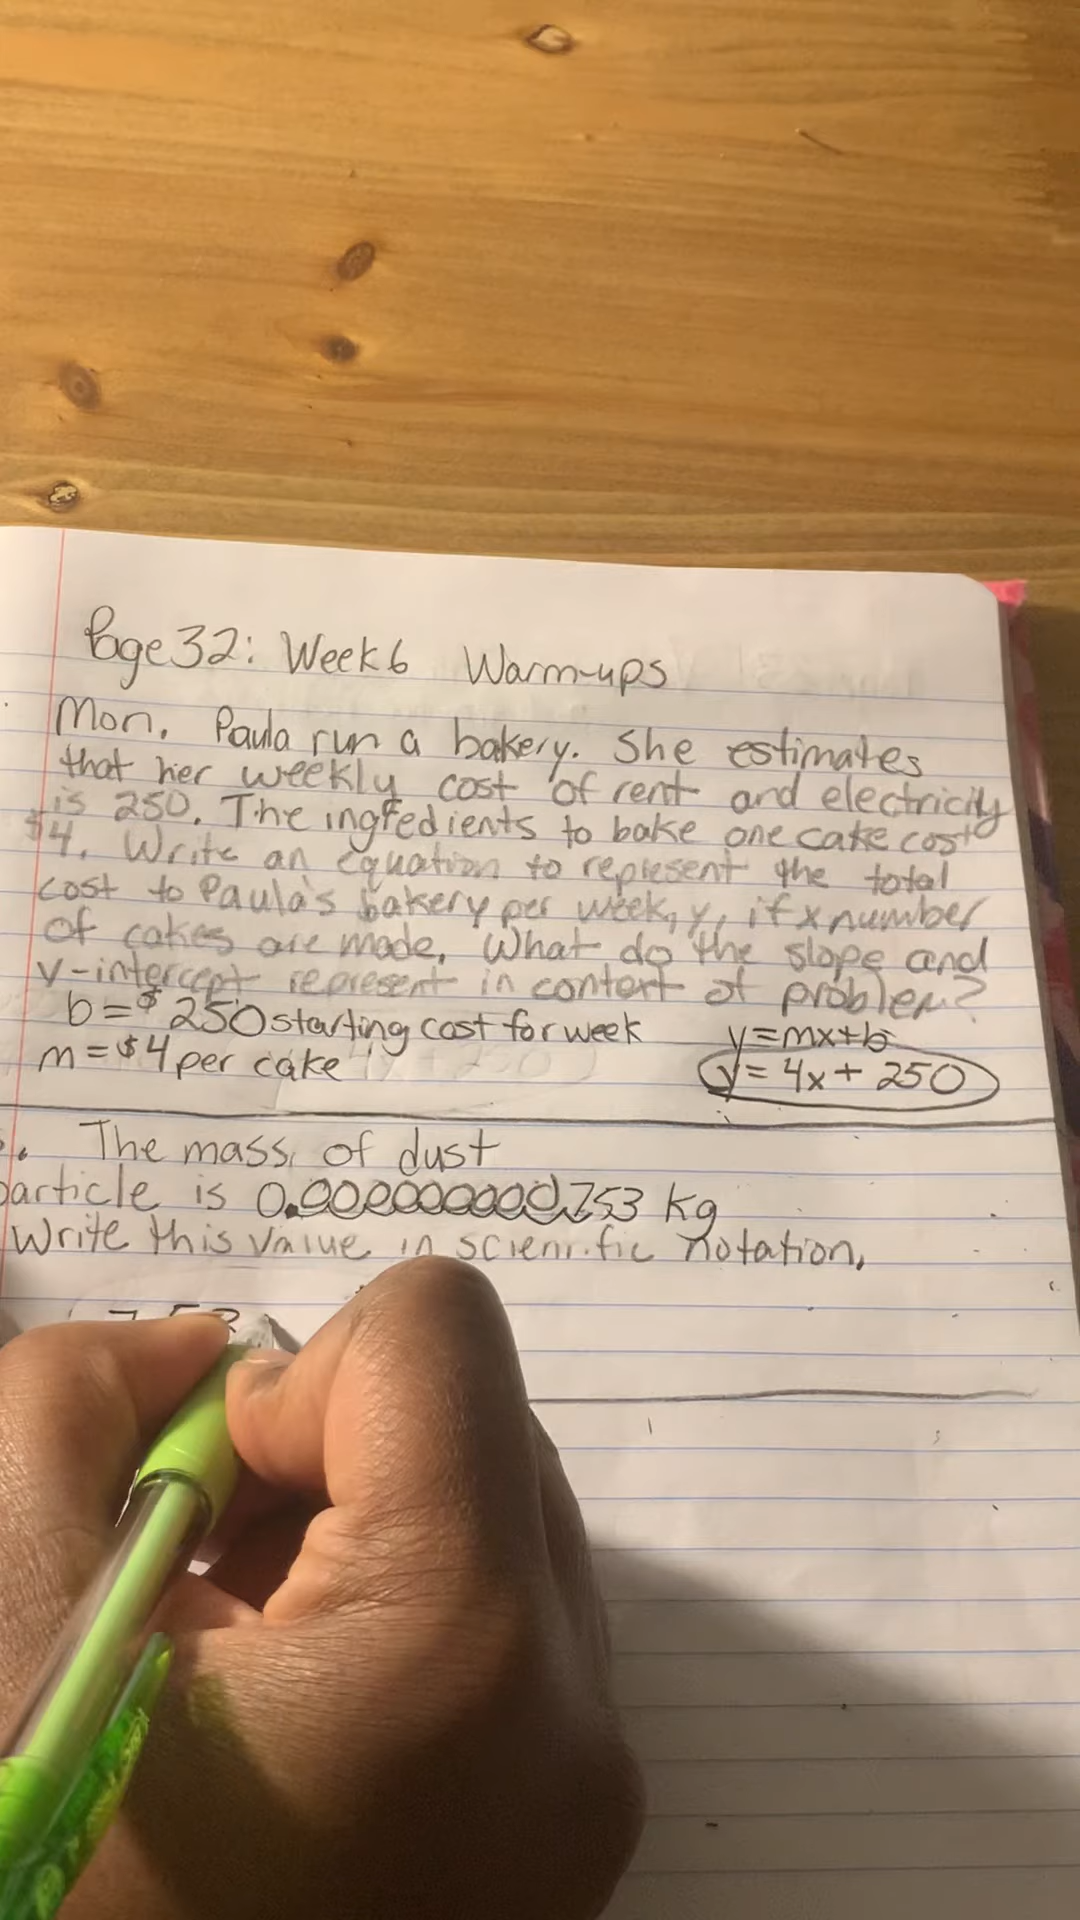 Page 32: Week 6 Warm-ups
Mon. Paula run a bakery. She estimates
that her weekly cost of rent and electricity
is 250. The ingredients to bake one cake cost
$4. Write an equation to represent the total
cost to Paula's bakery per week, y, if x number
of cakes are made. What do the slope and
y-intercept represent in context of problem?
b = $250 starting cost for week
m = $4 per cake
y = mx + b
y = 4x + 250
The mass of dust
particle is kg
Write this value in scientific notation.